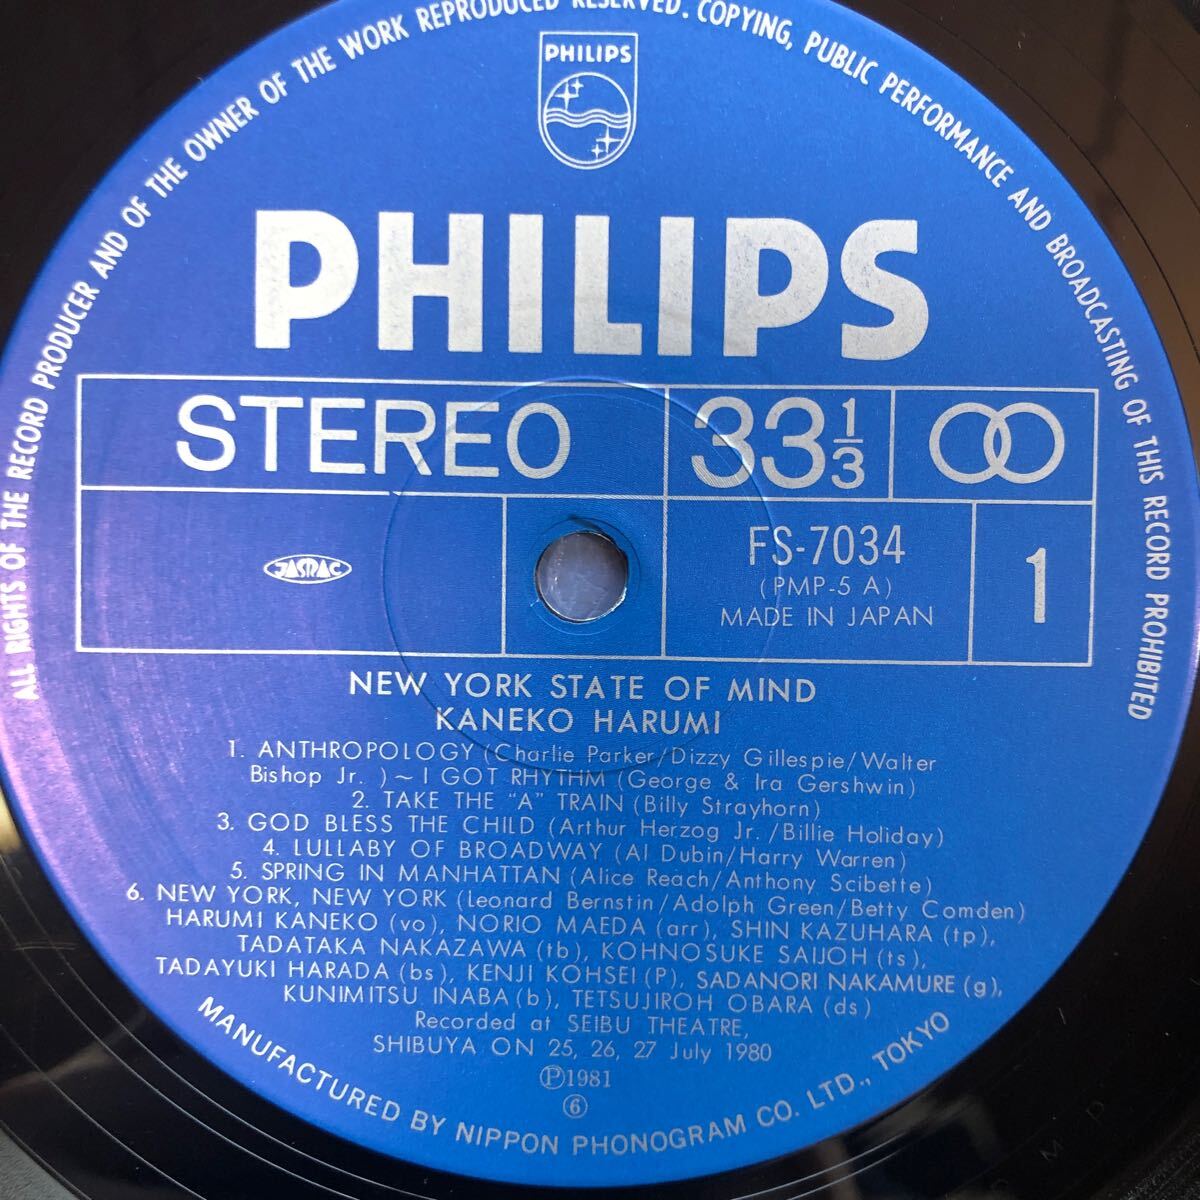 ALL RIGHTS OF THE RECORD PRODUCER AND OF THE OWNER OF THE WORK REPRODUCED RESERVED. COPYING, PUBLIC PERFORMANCE AND BROADCASTING OF THIS RECORD PROHIBITED
PHILIPS
PHILIPS
STEREO
33 1/3
JASRAC
FS-7034
(PMP-5 A)
MADE IN JAPAN
1
NEW YORK STATE OF MIND
KANEKO HARUMI
1. ANTHROPOLOGY (Charlie Parker/Dizzy Gillespie/Walter
Bishop Jr. )~I GOT RHYTHM (George & Ira Gershwin)
2. TAKE THE "A" TRAIN (Billy Strayhorn)
3. GOD BLESS THE CHILD (Arthur Herzog Jr. /Billie Holiday)
4. LULLABY OF BROADWAY (Al Dubin/Harry Warren)
5. SPRING IN MANHATTAN (Alice Reach/Anthony Scibette)
6. NEW YORK, NEW YORK (Leonard Bernstin/Adolph Green/Betty Comden)
HARUMI KANEKO (vo), NORIO MAEDA (arr), SHIN KAZUHARA (tp),
TADATAKA NAKAZAWA (tb), KOHNOSUKE SAIJOH (ts),
TADAYUKI HARADA (bs), KENJI KOHSEI (P), SADANORI NAKAMURE (g),
KUNIMITSU INABA (b), TETSUJIROH OBARA (ds)
Recorded at SEIBU THEATRE,
SHIBUYA ON 25, 26, 27 July 1980
Ⓟ1981
⑥
MANUFACTURED BY NIPPON PHONOGRAM CO. LTD., TOKYO